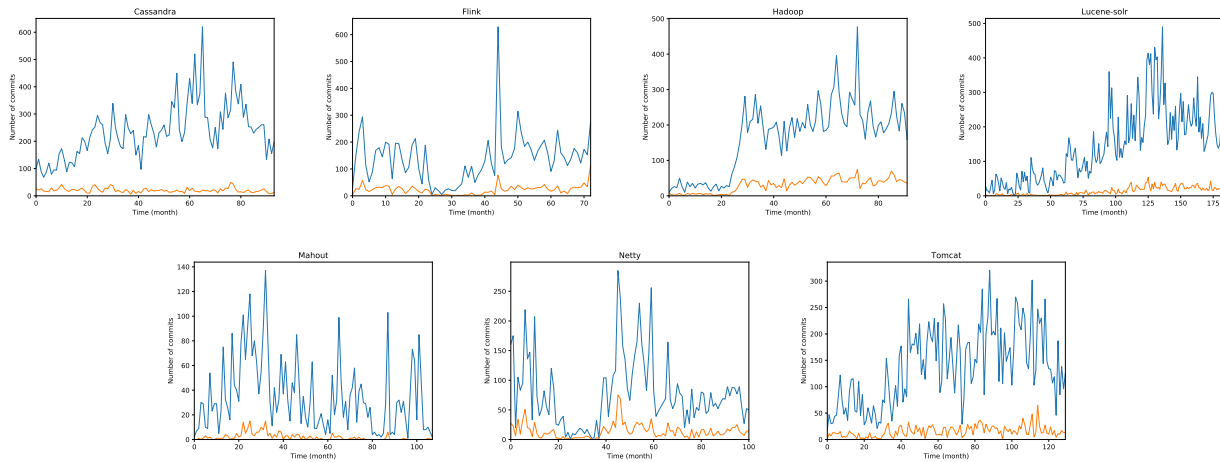 Cassandra
Number of commits
0 100 200 300 400 500 600
0 20 40 60 80
Time (month)
Flink
Number of commits
0 100 200 300 400 500 600
0 10 20 30 40 50 60 70
Time (month)
Hadoop
Number of commits
0 100 200 300 400 500
0 20 40 60 80
Time (month)
Lucene-solr
Number of commits
0 100 200 300 400 500
0 25 50 75 100 125 150 175
Time (month)
Mahout
Number of commits
0 20 40 60 80 100 120 140
0 20 40 60 80 100
Time (month)
Netty
Number of commits
0 50 100 150 200 250
0 20 40 60 80 100
Time (month)
Tomcat
Number of commits
0 50 100 150 200 250 300
0 20 40 60 80 100 120
Time (month)